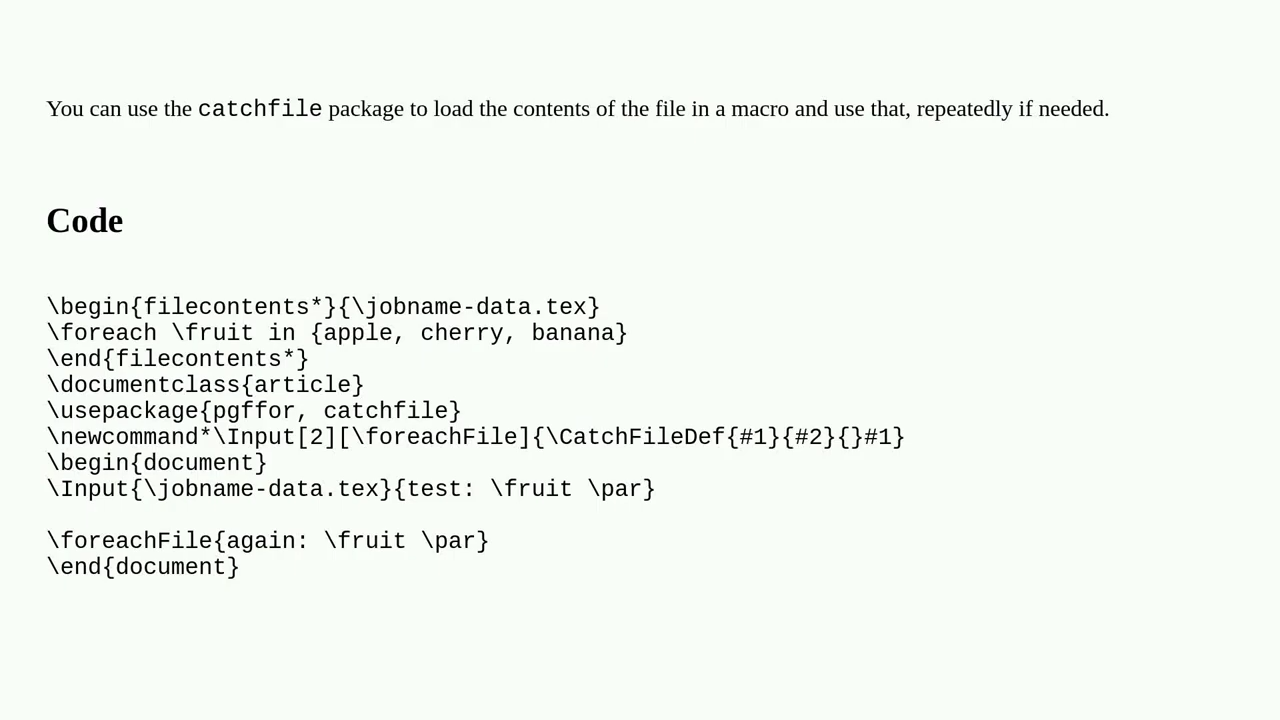 You can use the catchfile package to load the contents of the file in a macro and use that, repeatedly if needed.
Code
\begin{filecontents*}{\jobname-data.tex}
\foreach \fruit in {apple, cherry, banana}
\end{filecontents*}
\documentclass{article}
\usepackage{pgffor, catchfile}
\newcommand*\Input[2][\foreachFile]{\CatchFileDef{#1}{#2}{}#1}
\begin{document}
\Input{\jobname-data.tex}{test: \fruit \par}
\foreachFile{again: \fruit \par}
\end{document}